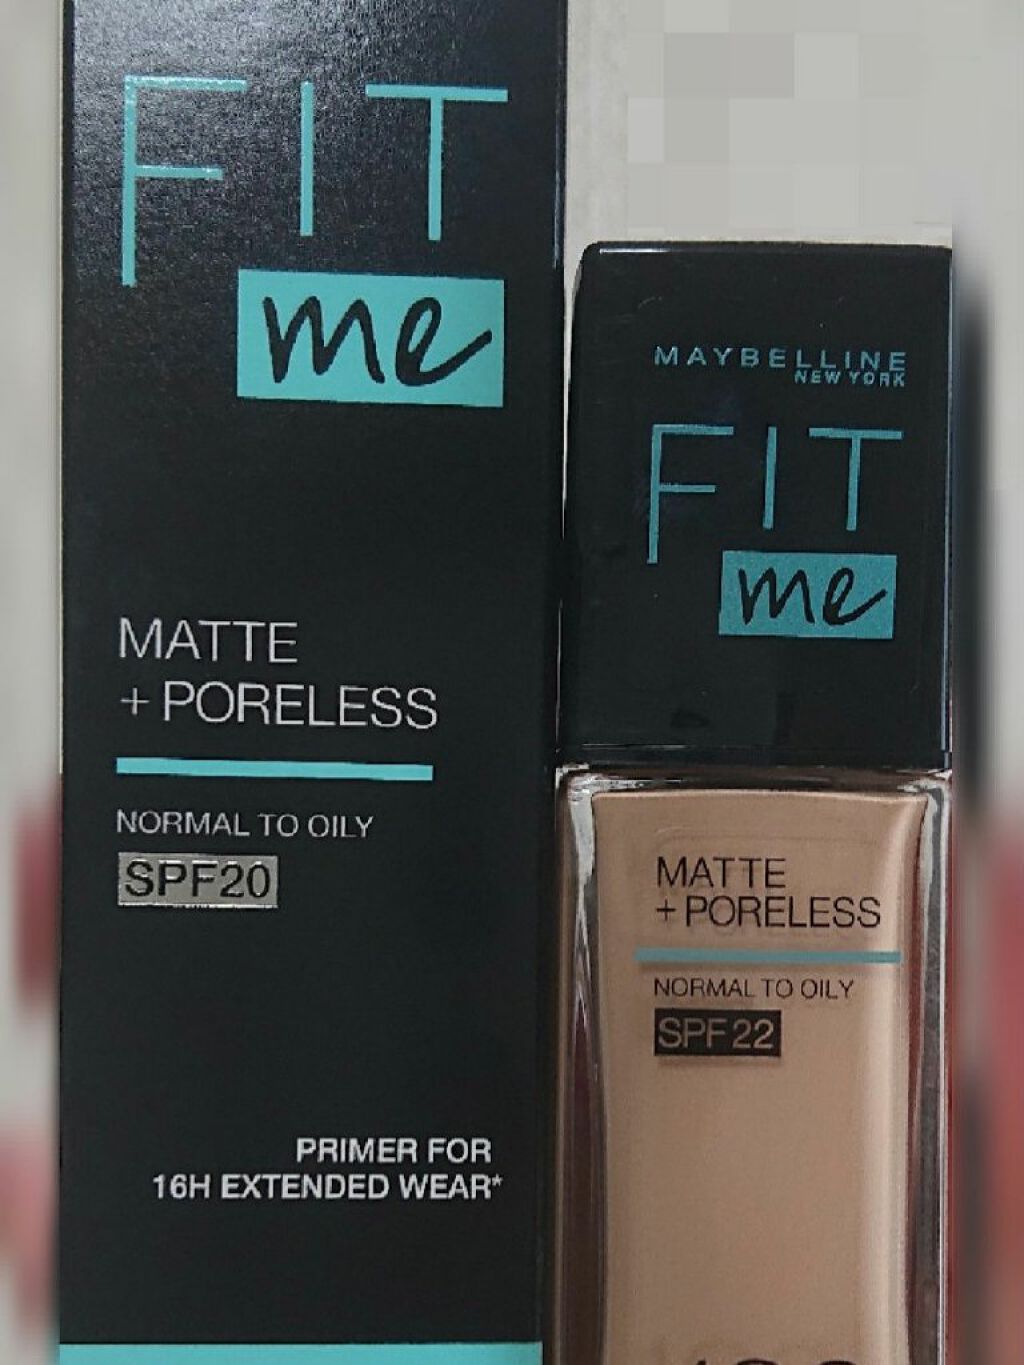 FIT
me
MATTE
+ PORELESS
NORMAL TO OILY
SPF20
PRIMER FOR
16H EXTENDED WEAR*
MAYBELLINE
NEW YORK
FIT
me
MATTE
+ PORELESS
NORMAL TO OILY
SPF 22